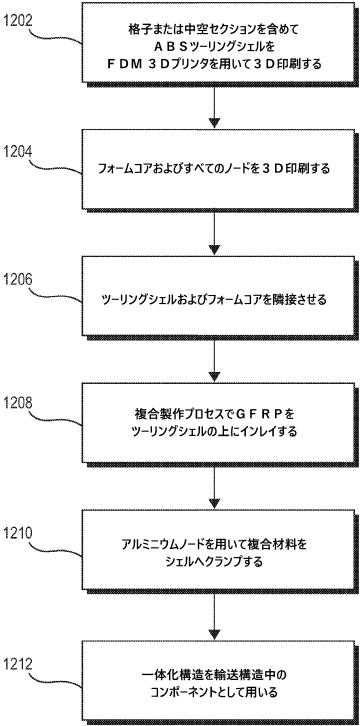 1202
格子または中空セクションを含めて
ABSツーリングシェルを
FDM 3Dプリンタを用いて3D印刷する
1204
フォームコアおよびすべてのノードを3D印刷する
1206
ツーリングシェルおよびフォームコアを隣接させる
1208
複合製作プロセスでGFRPを
ツーリングシェルの上にインレイする
1210
アルミニウムノードを用いて複合材料を
シェルへクランプする
1212
一体化構造を輸送構造中の
コンポーネントとして用いる